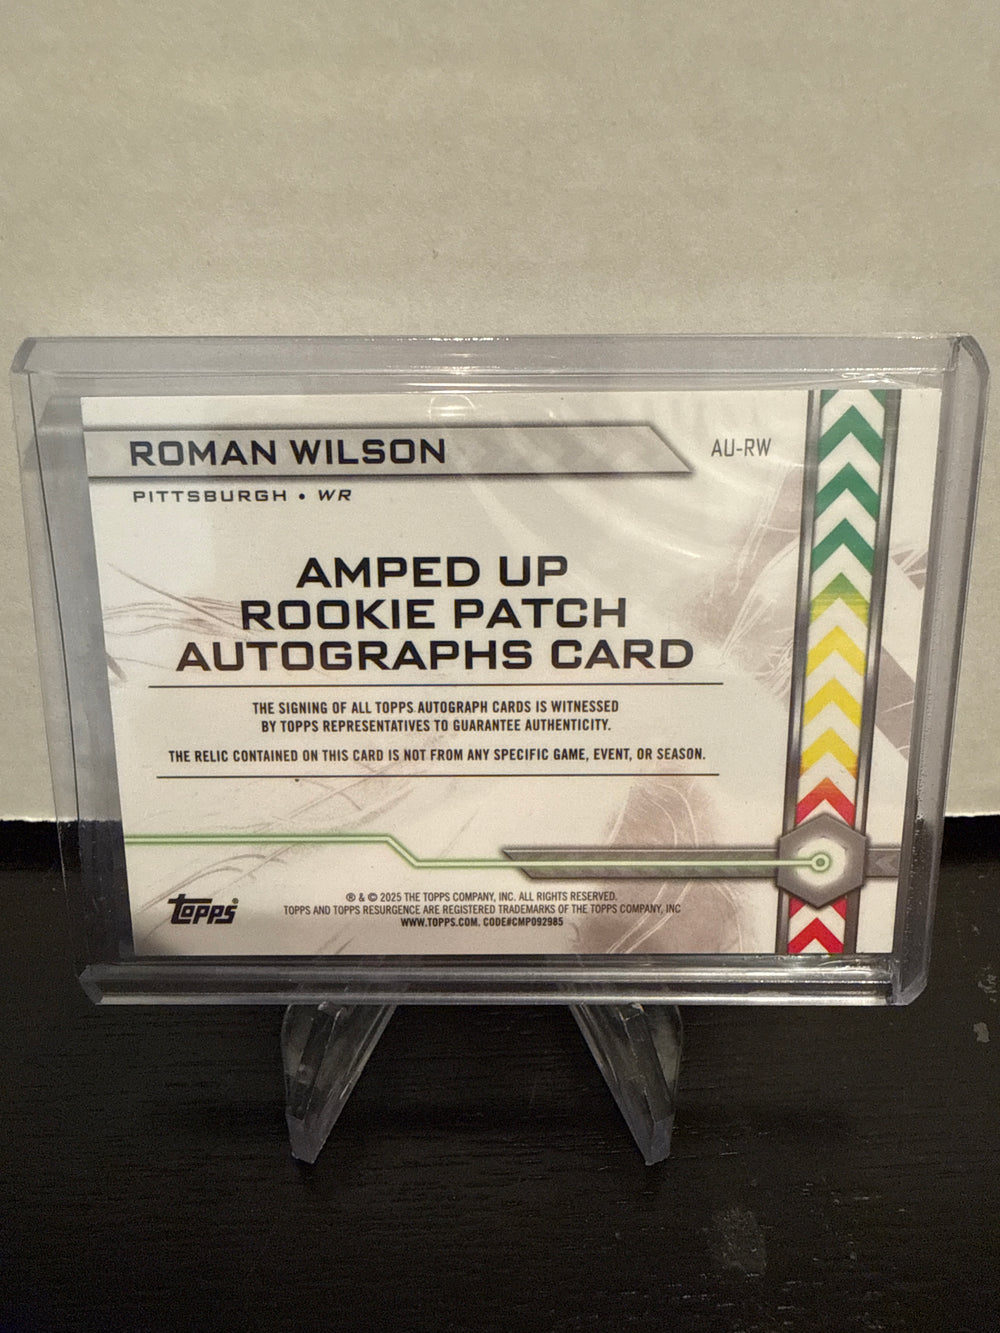 ROMAN WILSON
AU-RW
PITTSBURGH • WR
AMPED UP
ROOKIE PATCH
AUTOGRAPHS CARD
THE SIGNING OF ALL TOPPS AUTOGRAPH CARDS IS WITNESSED
BY TOPPS REPRESENTATIVES TO GUARANTEE AUTHENTICITY.
THE RELIC CONTAINED ON THIS CARD IS NOT FROM ANY SPECIFIC GAME, EVENT, OR SEASON.
topps®
® & © 2025 THE TOPPS COMPANY, INC. ALL RIGHTS RESERVED.
TOPPS AND TOPPS RESURGENCE ARE REGISTERED TRADEMARKS OF THE TOPPS COMPANY, INC
WWW.TOPPS.COM. CODE#CMP092985